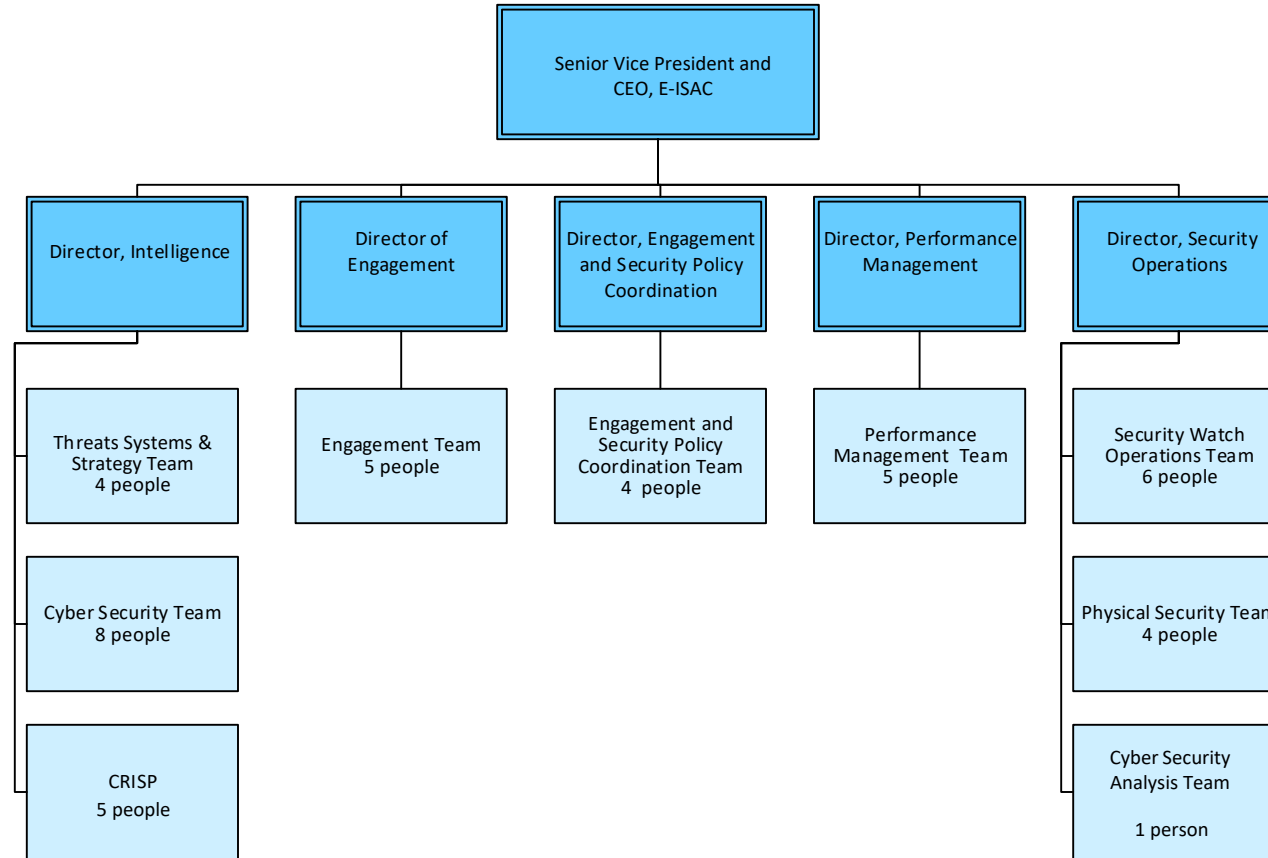 Senior Vice President and
CEO, E-ISAC
Director, Intelligence
Director of
Engagement
Director, Engagement
and Security Policy
Coordination
Director, Performance
Management
Director, Security
Operations
Threats Systems &
Strategy Team
4 people
Engagement Team
5 people
Engagement and
Security Policy
Coordination Team
4 people
Performance
Management Team
5 people
Security Watch
Operations Team
6 people
Cyber Security Team
8 people
Physical Security Team
4 people
CRISP
5 people
Cyber Security
Analysis Team
1 person